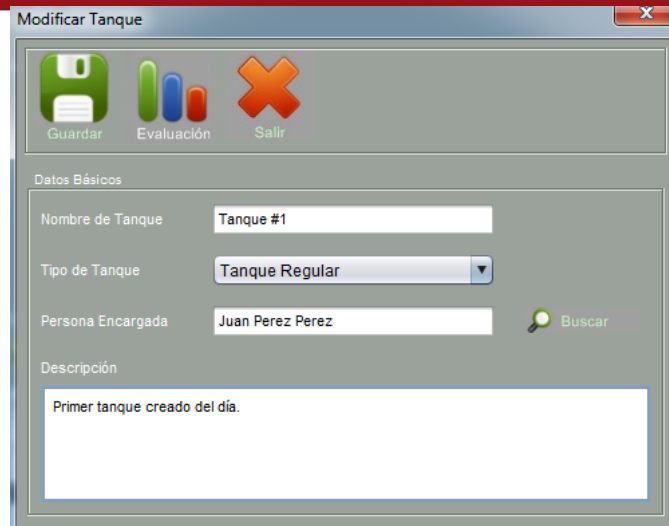 Modificar Tanque
Guardar Evaluación Salir
Datos Básicos
Nombre de Tanque Tanque #1
Tipo de Tanque Tanque Regular
Persona Encargada Juan Perez Perez Buscar
Descripción
Primer tanque creado del día.